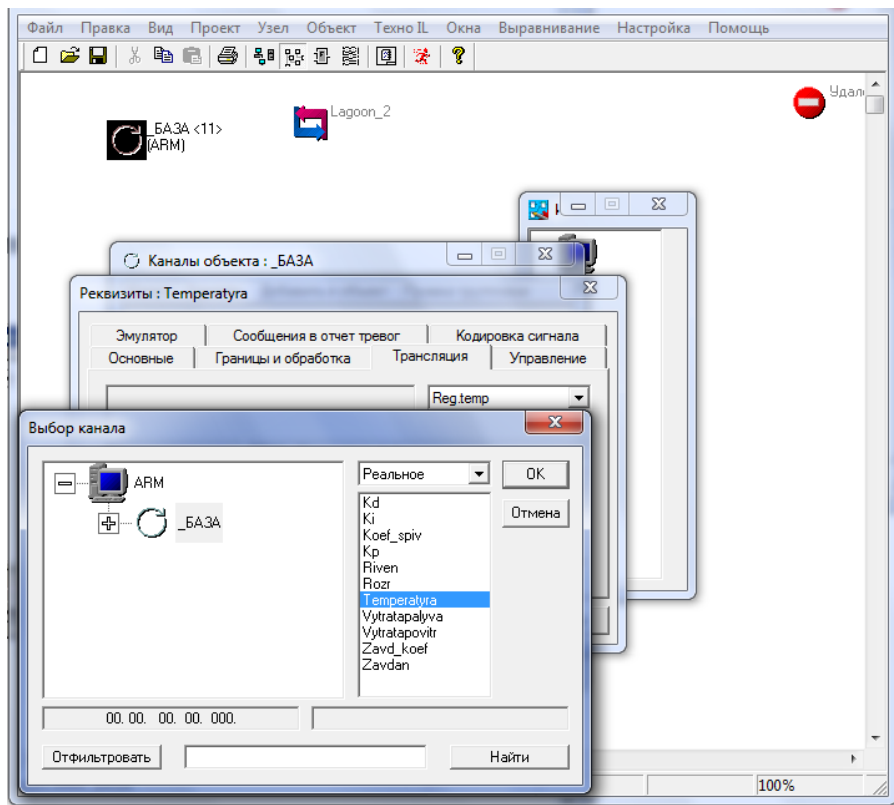 Файл Правка Вид Проект Узел Объект Техно IL Окна Выравнивание Настройка Помощь
Lagoon_2
_БАЗА <11>
(ARM)
Каналы объекта : _БАЗА
Реквизиты : Temperatyra
Эмулятор Сообщения в отчет тревог Кодировка сигнала
Основные Границы и обработка Трансляция Управление
Reg.temp
Выбор канала
ARM
_БАЗА
Реальное
OK
Отмена
Kd
Ki
Koef_spiv
Kp
Riven
Rozr
Temperatyra
Vytratapalyva
Vytratapovitr
Zavd_koef
Zavdan
00. 00. 00. 00. 000.
Отфильтровать Найти
100%